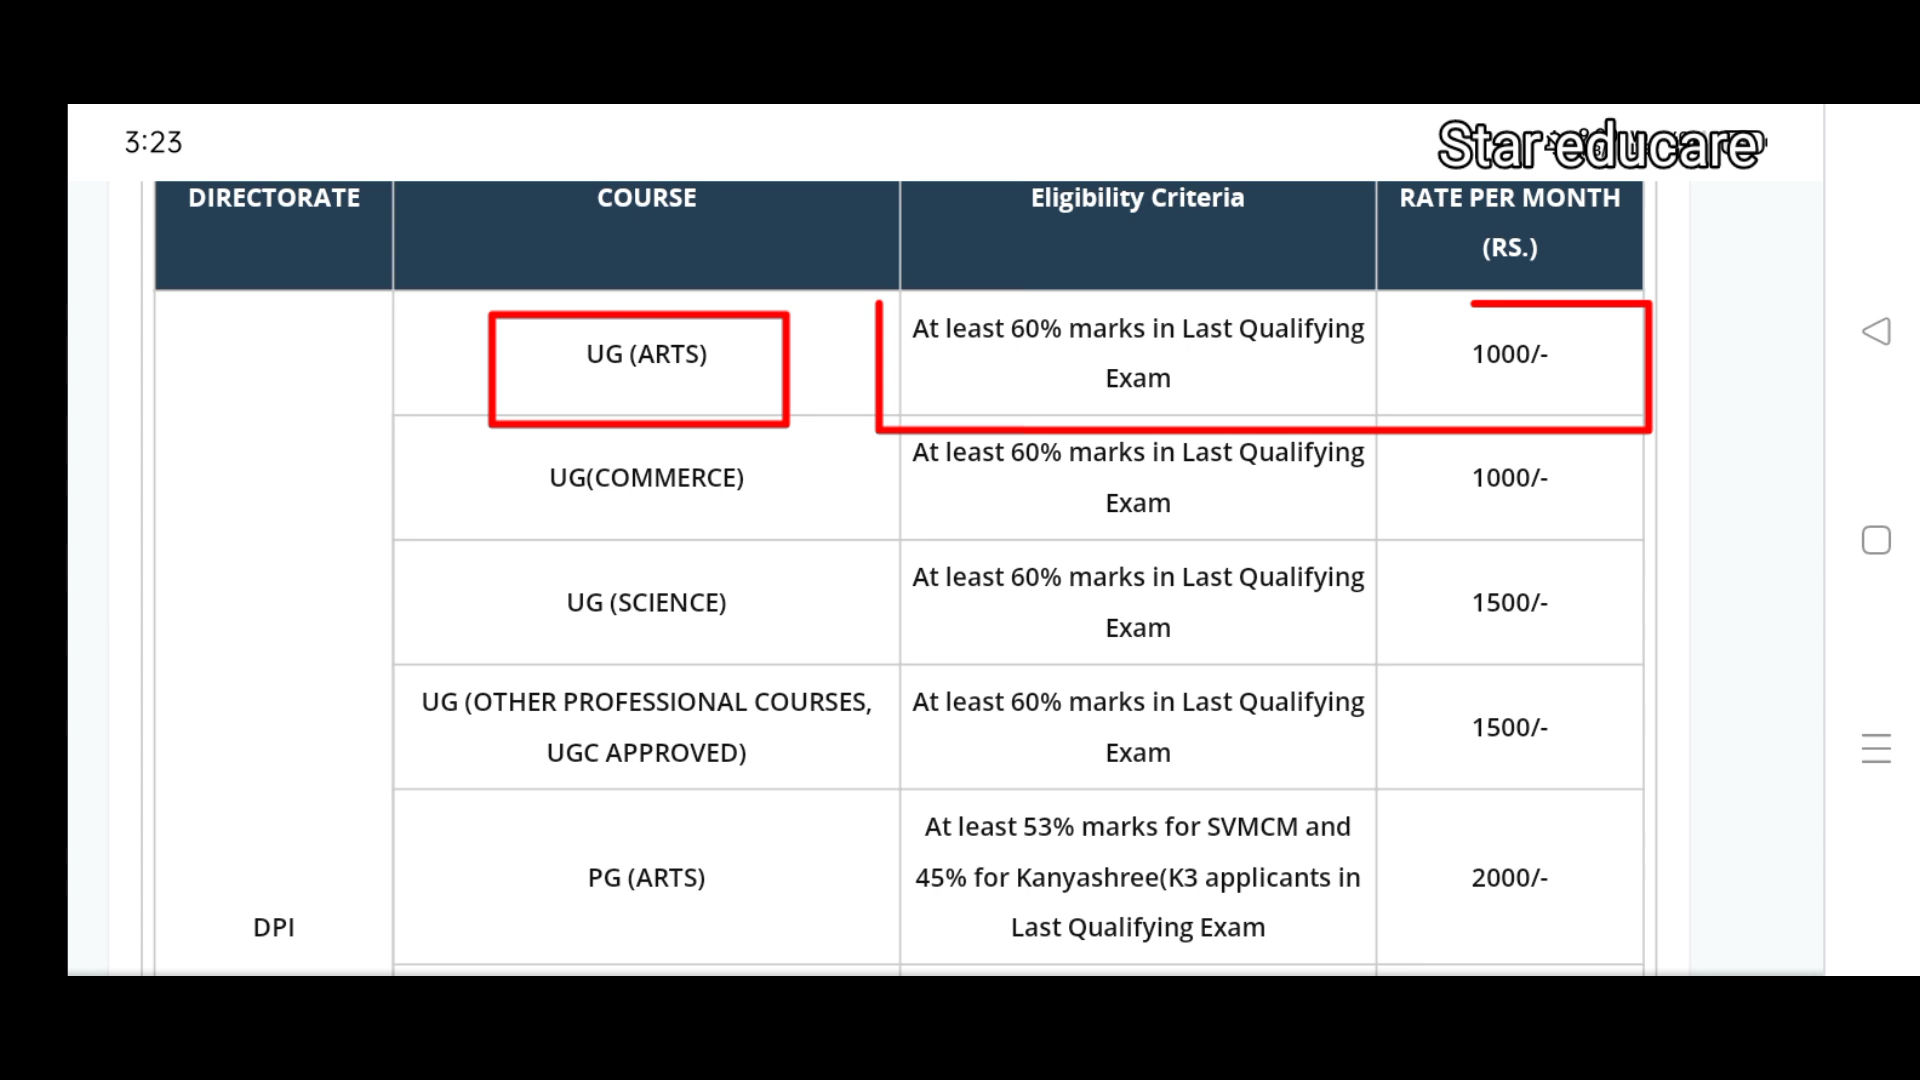 3:23
Star educare
DIRECTORATE
COURSE
Eligibility Criteria
RATE PER MONTH
(RS.)
UG (ARTS)
At least 60% marks in Last Qualifying
Exam
1000/-
UG(COMMERCE)
At least 60% marks in Last Qualifying
Exam
1000/-
UG (SCIENCE)
At least 60% marks in Last Qualifying
Exam
1500/-
UG (OTHER PROFESSIONAL COURSES,
UGC APPROVED)
At least 60% marks in Last Qualifying
Exam
1500/-
DPI
PG (ARTS)
At least 53% marks for SVMCM and
45% for Kanyashree(K3 applicants in
Last Qualifying Exam
2000/-